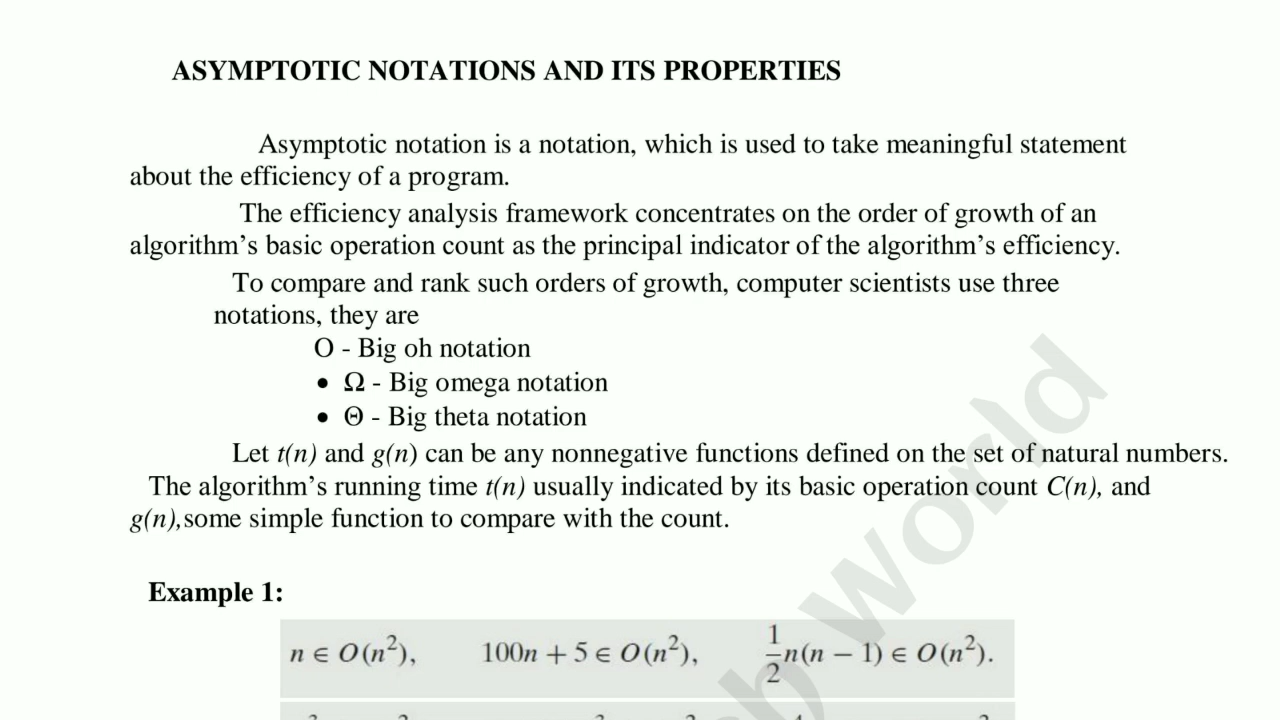 ASYMPTOTIC NOTATIONS AND ITS PROPERTIES
Asymptotic notation is a notation, which is used to take meaningful statement
about the efficiency of a program.
The efficiency analysis framework concentrates on the order of growth of an
algorithm’s basic operation count as the principal indicator of the algorithm’s efficiency.
To compare and rank such orders of growth, computer scientists use three
notations, they are
O - Big oh notation
• Ω - Big omega notation
• Θ - Big theta notation
Let t(n) and g(n) can be any nonnegative functions defined on the set of natural numbers.
The algorithm’s running time t(n) usually indicated by its basic operation count C(n), and
g(n),some simple function to compare with the count.
Example 1:
n ∈ O(n²), 100n + 5 ∈ O(n²), ½n(n − 1) ∈ O(n²).
world